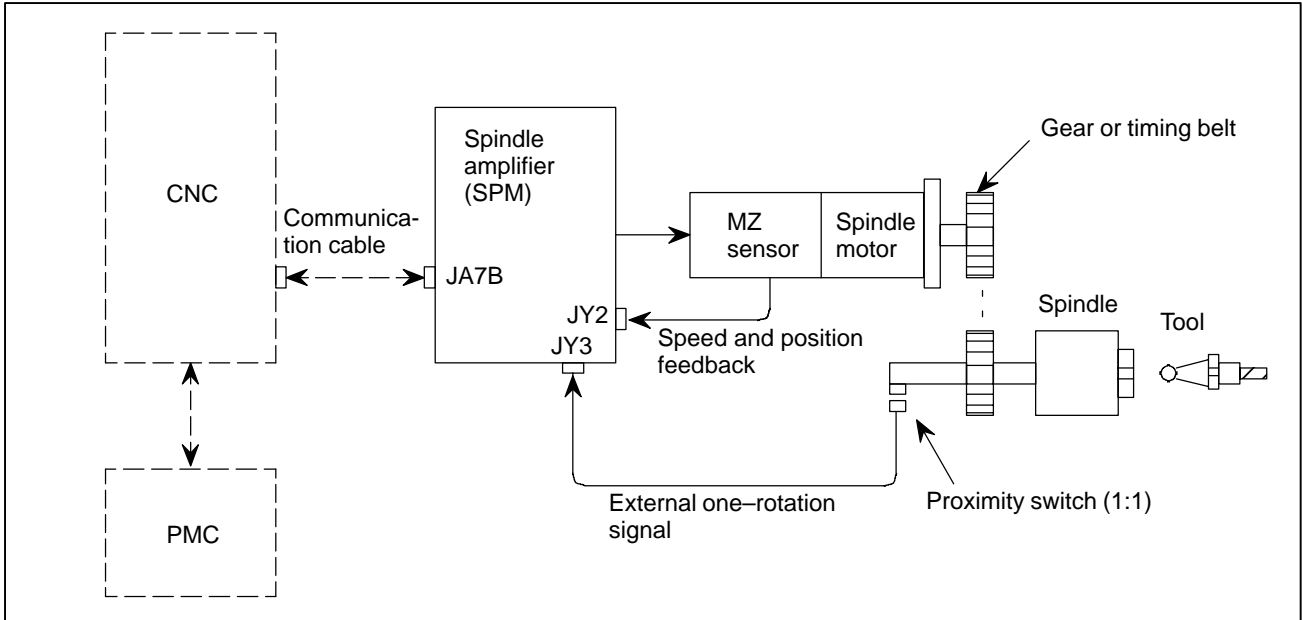 CNC
Communica-
tion cable
Spindle
amplifier
(SPM)
JA7B
JY2
JY3
MZ
sensor
Spindle
motor
Gear or timing belt
Speed and position
feedback
Spindle
Tool
External one–rotation
signal
Proximity switch (1:1)
PMC